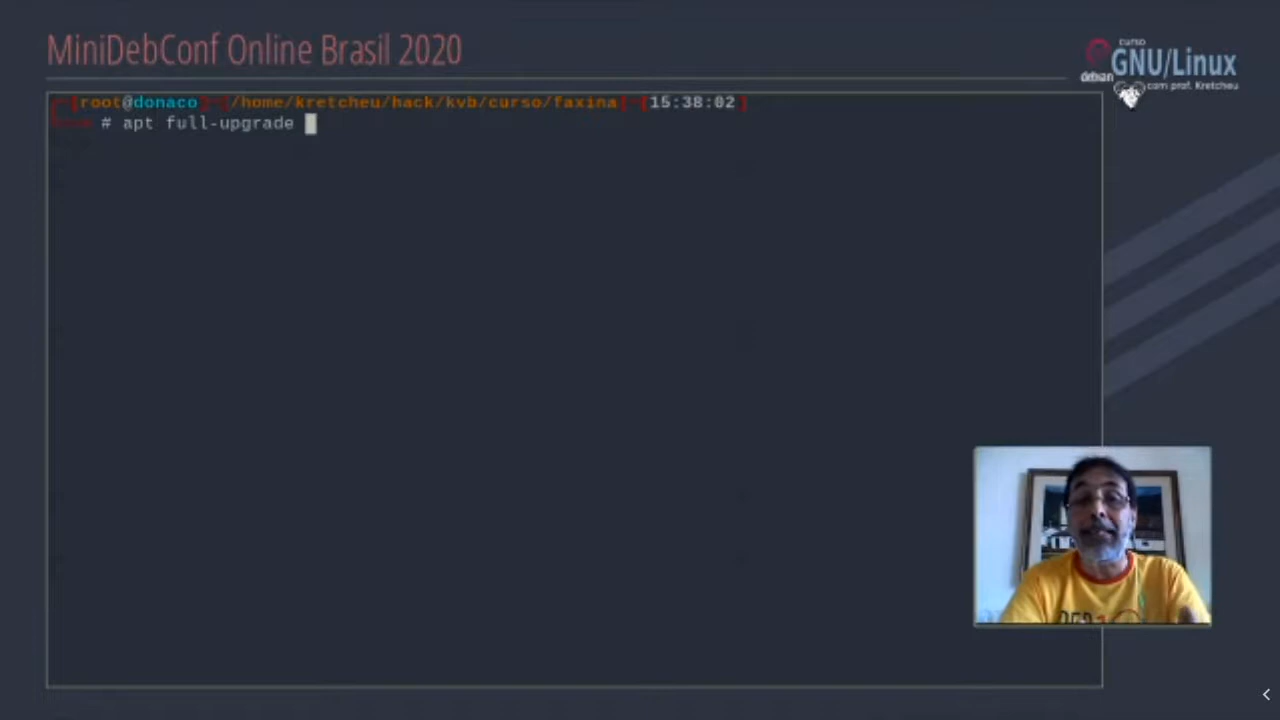 MiniDebConf Online Brasil 2020
curso
debian
GNU/Linux
com prof. Kretcheu
[root@donaco]-[/home/kretcheu/hack/kvb/curso/faxina]-[15:38:02]
# apt full-upgrade